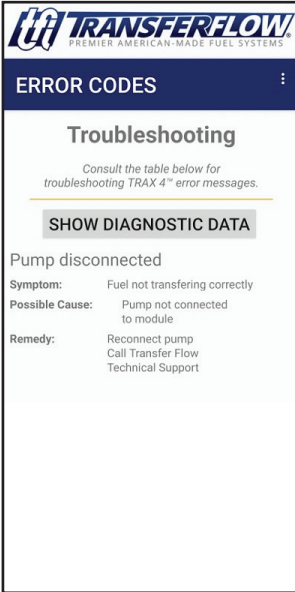 tfi TRANSFERFLOW®
PREMIER AMERICAN-MADE FUEL SYSTEMS
ERROR CODES
Troubleshooting
Consult the table below for
troubleshooting TRAX 4™ error messages.
SHOW DIAGNOSTIC DATA
Pump disconnected
Symptom: Fuel not transfering correctly
Possible Cause: Pump not connected
to module
Remedy: Reconnect pump
Call Transfer Flow
Technical Support